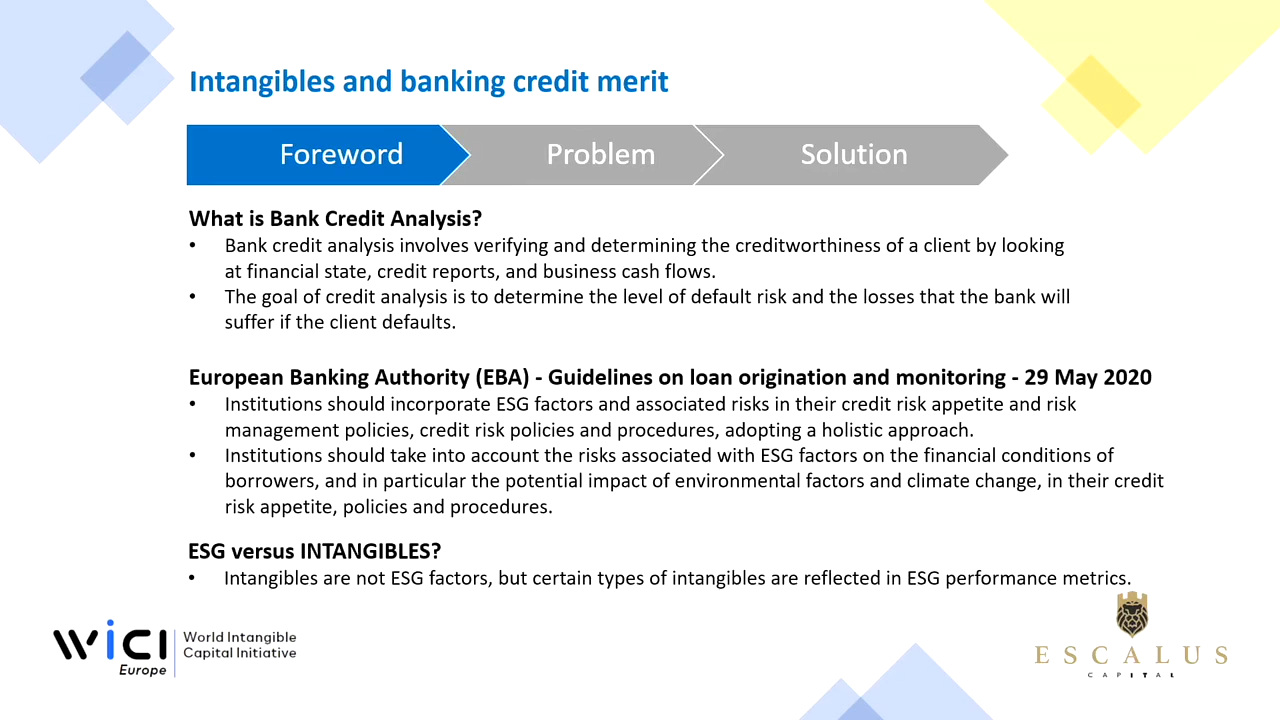 Intangibles and banking credit merit
Foreword
Problem
Solution
What is Bank Credit Analysis?
• Bank credit analysis involves verifying and determining the creditworthiness of a client by looking
at financial state, credit reports, and business cash flows.
• The goal of credit analysis is to determine the level of default risk and the losses that the bank will
suffer if the client defaults.
European Banking Authority (EBA) - Guidelines on loan origination and monitoring - 29 May 2020
• Institutions should incorporate ESG factors and associated risks in their credit risk appetite and risk
management policies, credit risk policies and procedures, adopting a holistic approach.
• Institutions should take into account the risks associated with ESG factors on the financial conditions of
borrowers, and in particular the potential impact of environmental factors and climate change, in their credit
risk appetite, policies and procedures.
ESG versus INTANGIBLES?
• Intangibles are not ESG factors, but certain types of intangibles are reflected in ESG performance metrics.
WiCI
Europe
World Intangible
Capital Initiative
ESCALUS
CAPITAL